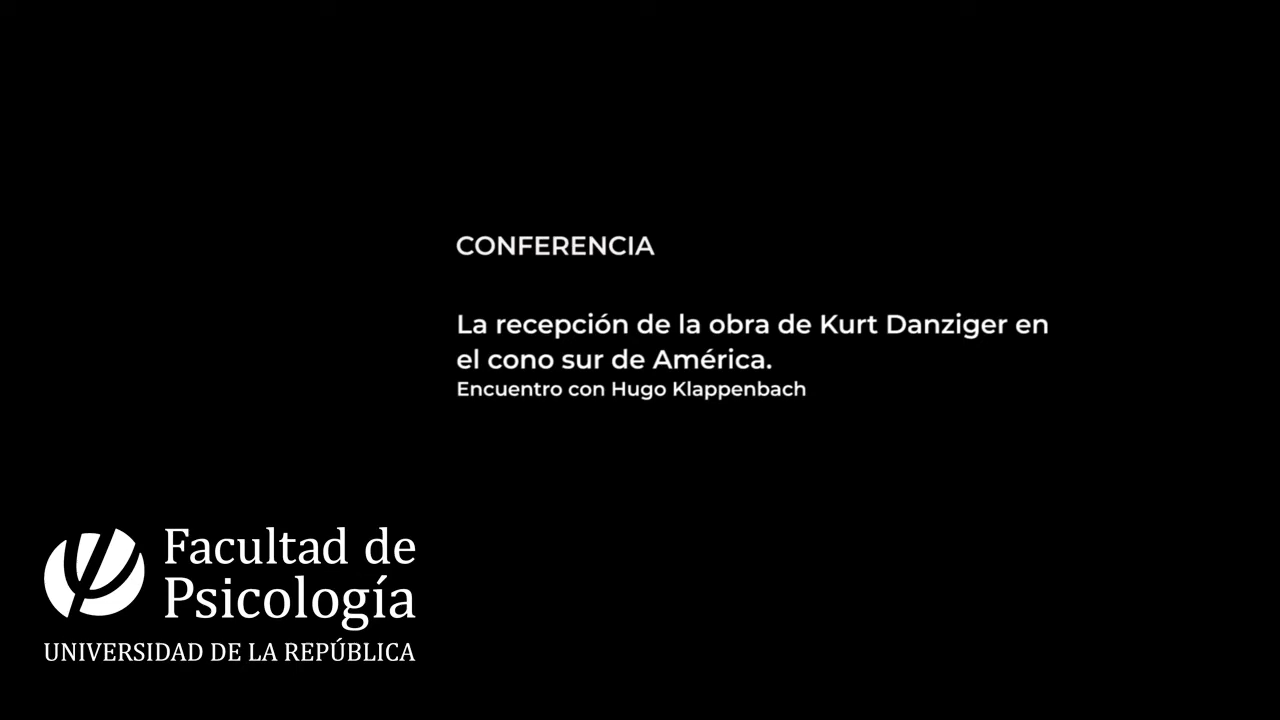 CONFERENCIA
La recepción de la obra de Kurt Danziger en
el cono sur de América.
Encuentro con Hugo Klappenbach
Facultad de
Psicología
UNIVERSIDAD DE LA REPÚBLICA